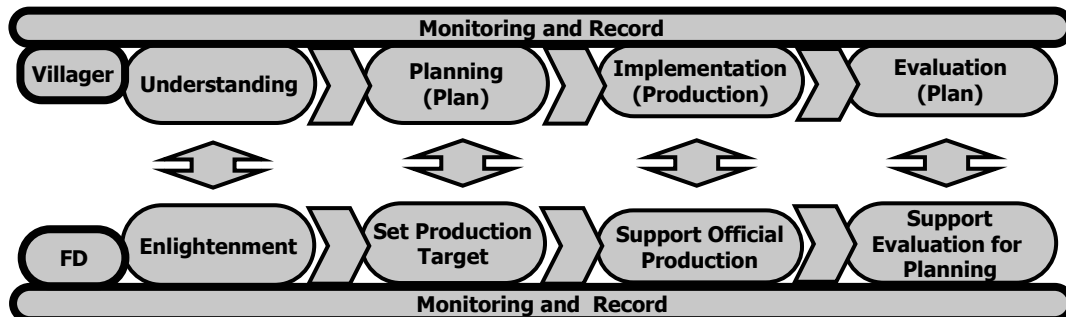 Monitoring and Record
Villager
Understanding
Planning
(Plan)
Implementation
(Production)
Evaluation
(Plan)
FD
Enlightenment
Set Production
Target
Support Official
Production
Support
Evaluation for
Planning
Monitoring and  Record